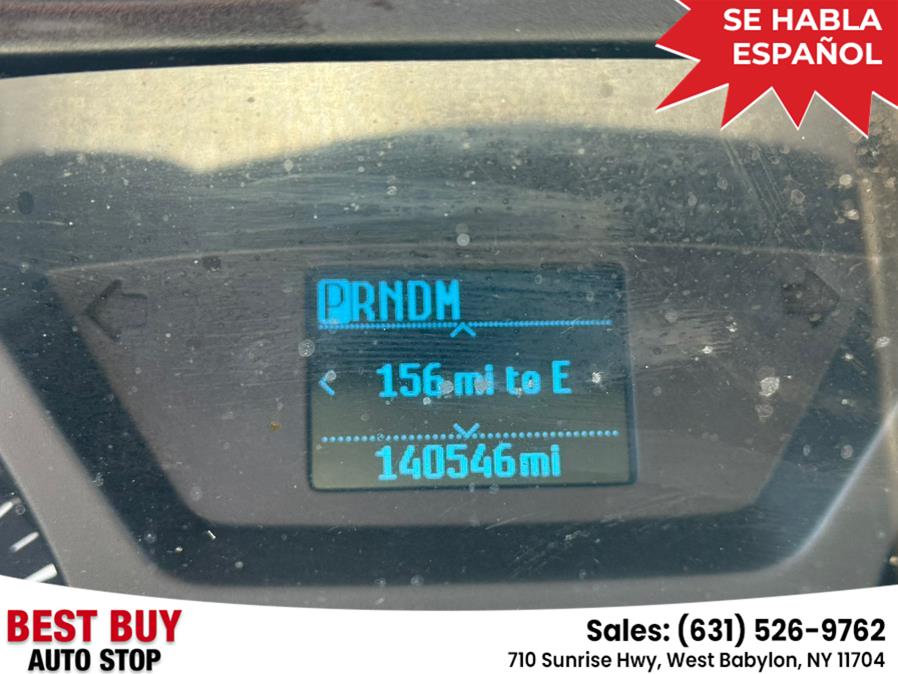 SE HABLA
ESPAÑOL
PRNDM
156 mi to E
140546mi
BEST BUY
AUTO STOP
Sales: (631) 526-9762
710 Sunrise Hwy, West Babylon, NY 11704